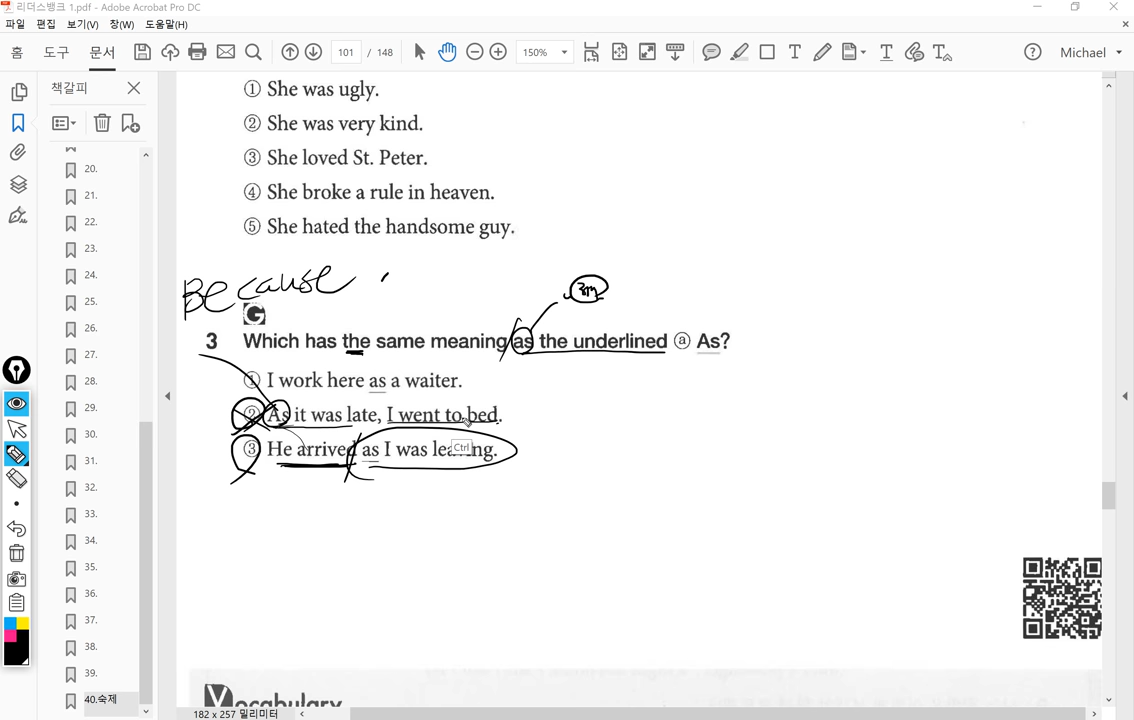 리더스뱅크 1.pdf - Adobe Acrobat Pro DC
파일 편집 보기(V) 창(W) 도움말(H)
홈 도구 문서 101 / 148 150% Michael
책갈피
20.
21.
22.
23.
24.
25.
26.
27.
28.
29.
30.
31.
32.
33.
34.
35.
36.
37.
38.
39.
40.숙제
① She was ugly.
② She was very kind.
③ She loved St. Peter.
④ She broke a rule in heaven.
⑤ She hated the handsome guy.
Because
G
3 Which has the same meaning as the underlined ⓐ As?
① I work here as a waiter.
② As it was late, I went to bed.
③ He arrived as I was leaving.
Ctrl
Vocabulary
182 x 257 밀리미터